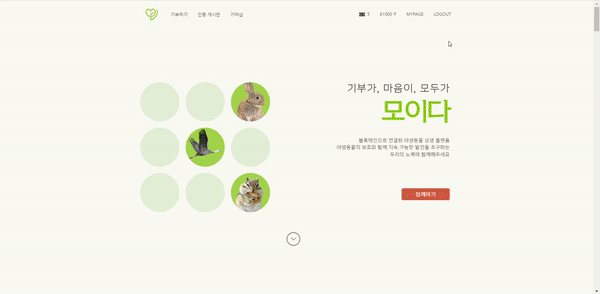 기부하기 인증 게시판 가차샵 5 61000 P MYPAGE LOGOUT
기부가, 마음이, 모두가
모이다
블록체인으로 연결된 야생동물 상생 플랫폼
야생동물의 보호와 함께 지속 가능한 발전을 추구하는
우리의 노력에 함께해주세요
함께하기